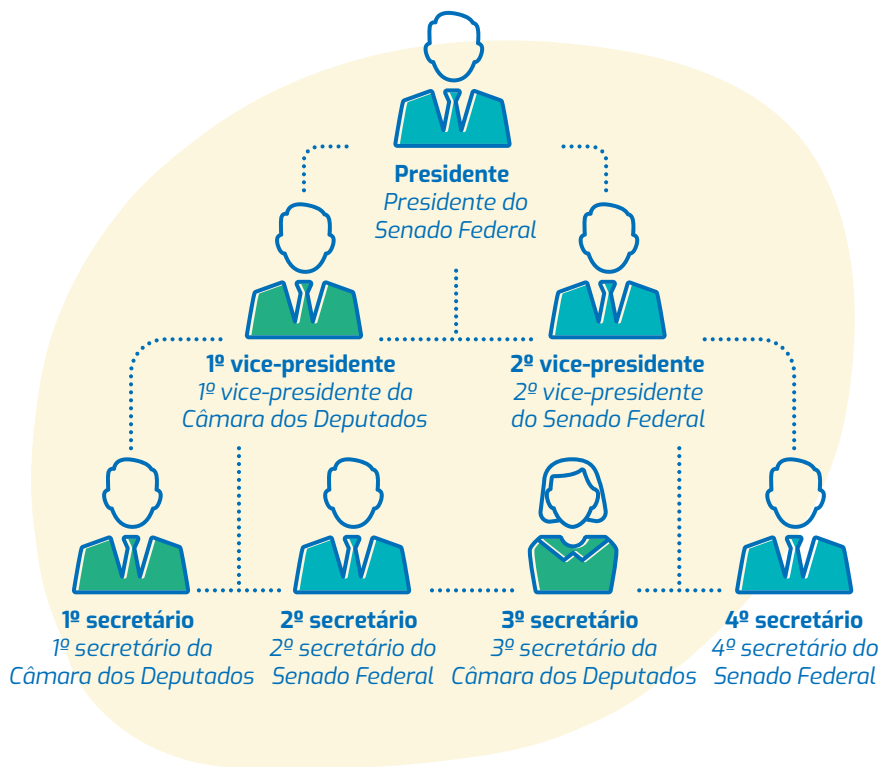 Presidente
Presidente do
Senado Federal
1º vice-presidente
1º vice-presidente da
Câmara dos Deputados
2º vice-presidente
2º vice-presidente
do Senado Federal
1º secretário
1º secretário da
Câmara dos Deputados
2º secretário
2º secretário do
Senado Federal
3º secretário
3º secretário da
Câmara dos Deputados
4º secretário
4º secretário do
Senado Federal